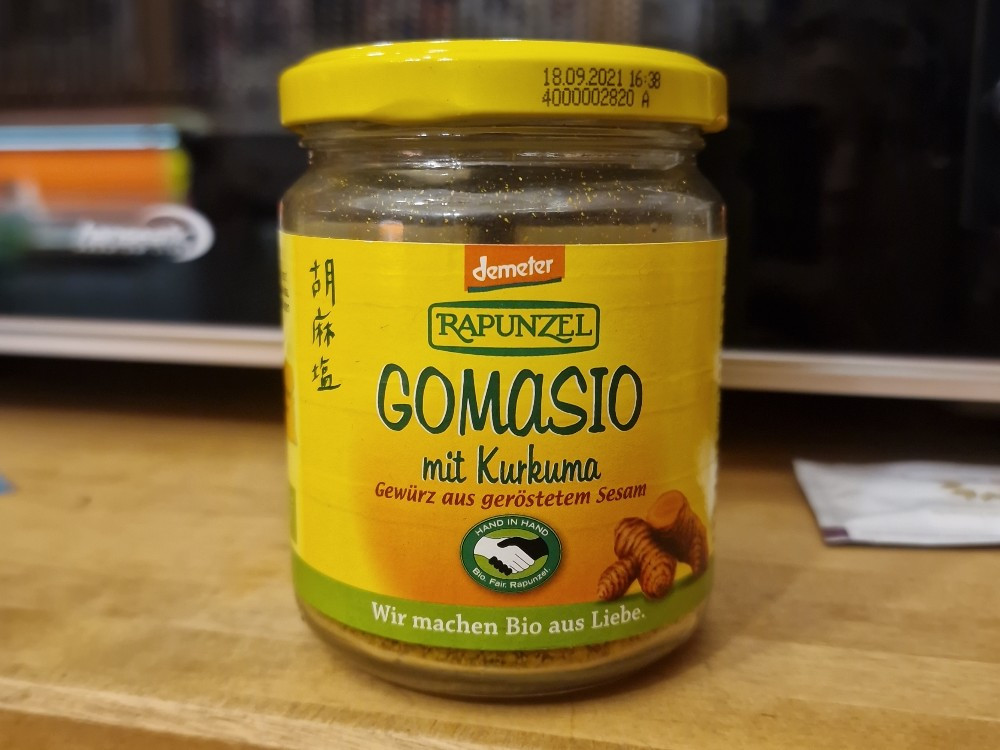 18.09.2021 16:38
4000002820 A
demeter
胡麻塩
RAPUNZEL
GOMASIO
mit Kurkuma
Gewürz aus geröstetem Sesam
HAND IN HAND
Bio. Fair. Rapunzel.
Wir machen Bio aus Liebe.